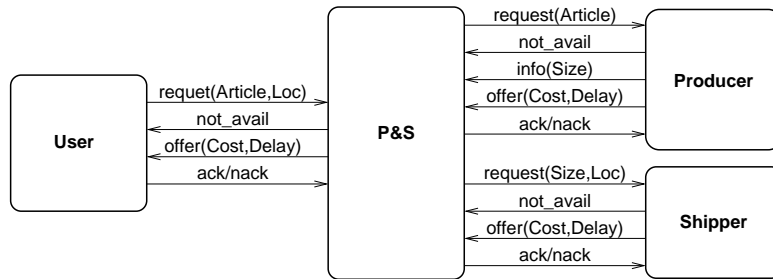 request(Article)
not_avail
info(Size)
Producer
requet(Article,Loc)
offer(Cost,Delay)
not_avail
P&S
ack/nack
User
offer(Cost,Delay)
request(Size,Loc)
ack/nack
not_avail
Shipper
offer(Cost,Delay)
ack/nack